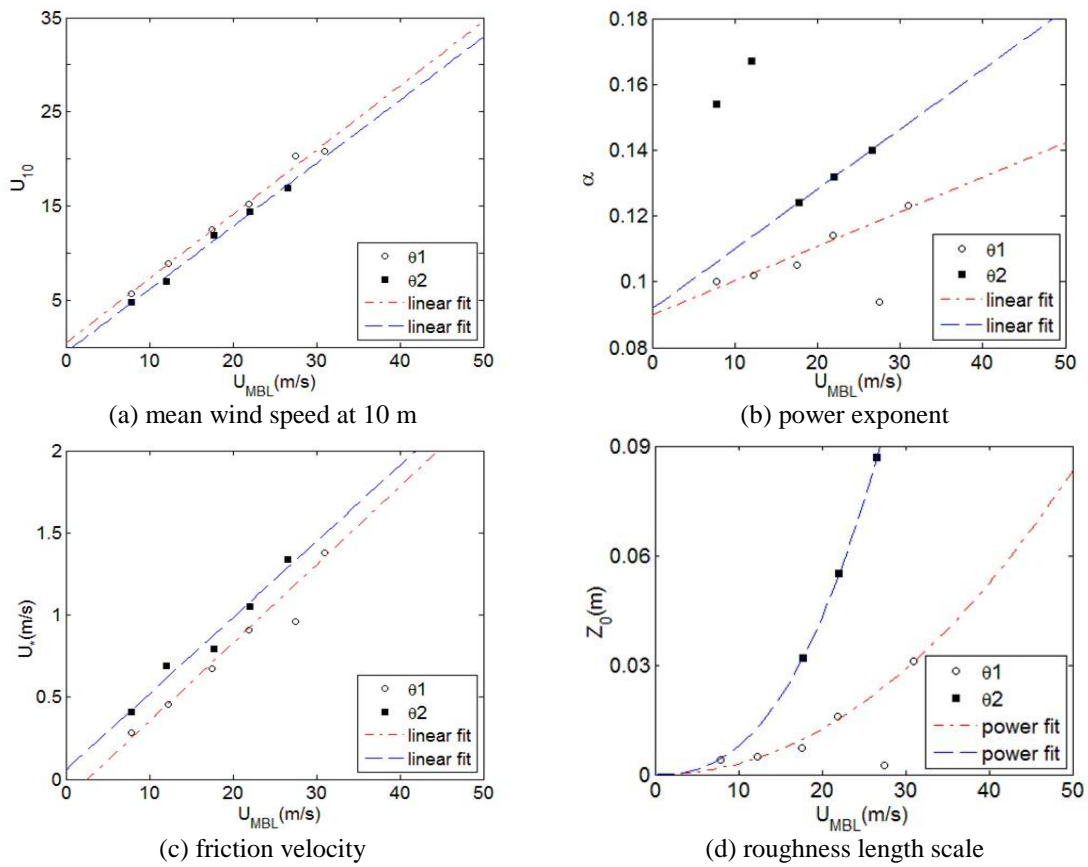 35
25
15
5
U10
0 10 20 30 40 50
UMBL(m/s)
θ1
θ2
linear fit
linear fit
(a) mean wind speed at 10 m
0.18
0.16
0.14
0.12
0.1
0.08
α
0 10 20 30 40 50
UMBL(m/s)
θ1
θ2
linear fit
linear fit
(b) power exponent
2
1.5
1
0.5
0
U*(m/s)
0 10 20 30 40 50
UMBL(m/s)
θ1
θ2
linear fit
linear fit
(c) friction velocity
0.09
0.06
0.03
0
Z0(m)
0 10 20 30 40 50
UMBL(m/s)
θ1
θ2
power fit
power fit
(d) roughness length scale